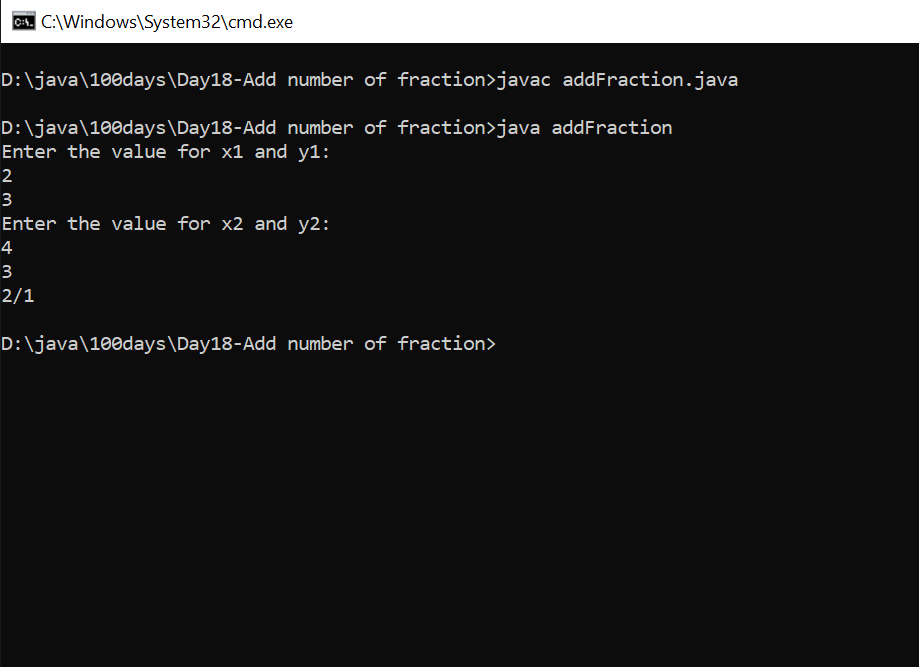 C:\Windows\System32\cmd.exe
D:\java\100days\Day18-Add number of fraction>javac addFraction.java
D:\java\100days\Day18-Add number of fraction>java addFraction
Enter the value for x1 and y1:
2
3
Enter the value for x2 and y2:
4
3
2/1
D:\java\100days\Day18-Add number of fraction>